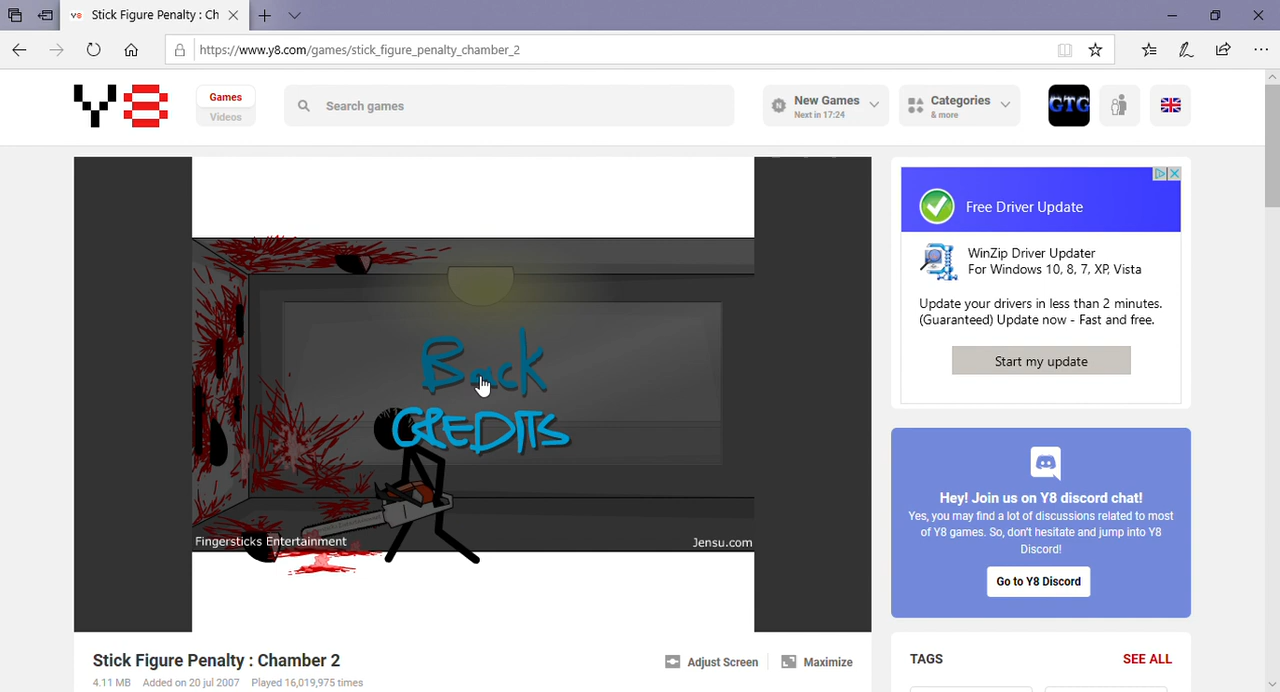 Stick Figure Penalty : Ch
https://www.y8.com/games/stick_figure_penalty_chamber_2
Y8
Games
Videos
Search games
N
New Games
Next in 17:24
Categories
& more
GTG
Back
CREDITS
Fingersticks Entertainment
Jensu.com
Free Driver Update
WinZip Driver Updater
For Windows 10, 8, 7, XP, Vista
Update your drivers in less than 2 minutes.
(Guaranteed) Update now - Fast and free.
Start my update
Hey! Join us on Y8 discord chat!
Yes, you may find a lot of discussions related to most
of Y8 games. So, don't hesitate and jump into Y8
Discord!
Go to Y8 Discord
Stick Figure Penalty : Chamber 2
Adjust Screen
Maximize
4.11 MB Added on 20 jul 2007 Played 16,019,975 times
TAGS
SEE ALL